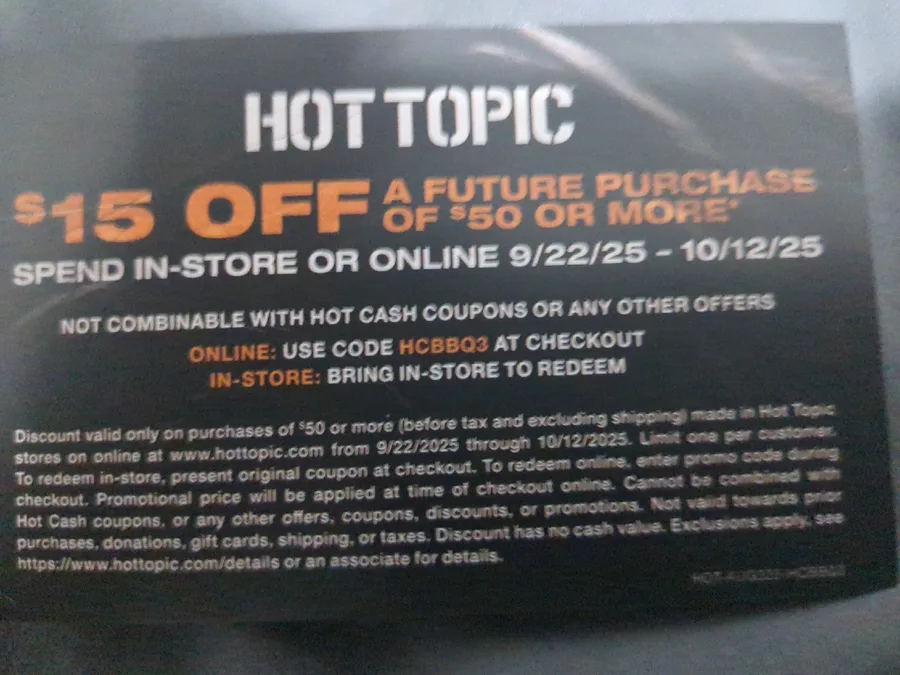 HOT TOPIC
$15 OFF A FUTURE PURCHASE
OF $50 OR MORE*
SPEND IN-STORE OR ONLINE 9/22/25 - 10/12/25
NOT COMBINABLE WITH HOT CASH COUPONS OR ANY OTHER OFFERS
ONLINE: USE CODE HCBBQ3 AT CHECKOUT
IN-STORE: BRING IN-STORE TO REDEEM
Discount valid only on purchases of $50 or more (before tax and excluding shipping) made in Hot Topic
stores on online at www.hottopic.com from 9/22/2025 through 10/12/2025. Limit one per customer.
To redeem in-store, present original coupon at checkout. To redeem online, enter promo code during
checkout. Promotional price will be applied at time of checkout online. Cannot be combined with
Hot Cash coupons, or any other offers, coupons, discounts, or promotions. Not valid towards prior
purchases, donations, gift cards, shipping, or taxes. Discount has no cash value. Exclusions apply, see
https://www.hottopic.com/details or an associate for details.